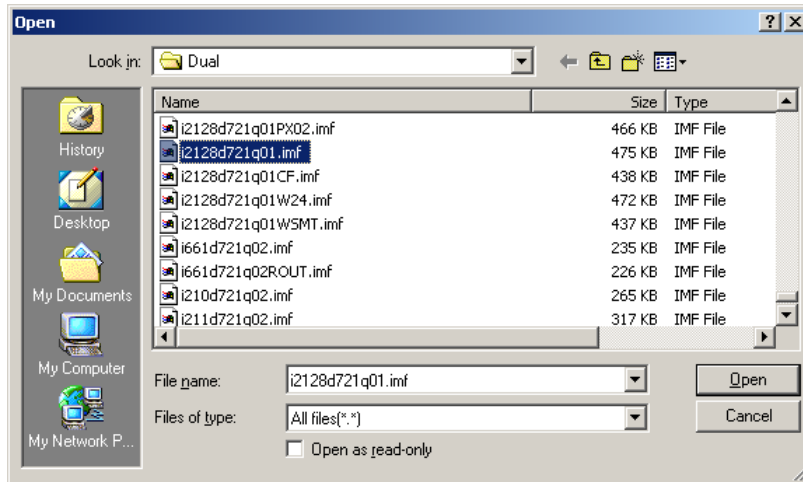 Open
Look in: Dual
History
Desktop
My Documents
My Computer
My Network P...
Name Size Type
i2128d721q01PX02.imf 466 KB IMF File
i2128d721q01.imf 475 KB IMF File
i2128d721q01CF.imf 438 KB IMF File
i2128d721q01W24.imf 472 KB IMF File
i2128d721q01WSMT.imf 437 KB IMF File
i661d721q02.imf 235 KB IMF File
i661d721q02ROUT.imf 226 KB IMF File
i210d721q02.imf 265 KB IMF File
i211d721q02.imf 317 KB IMF File
File name: i2128d721q01.imf Open
Files of type: All files(*.*) Cancel
Open as read-only